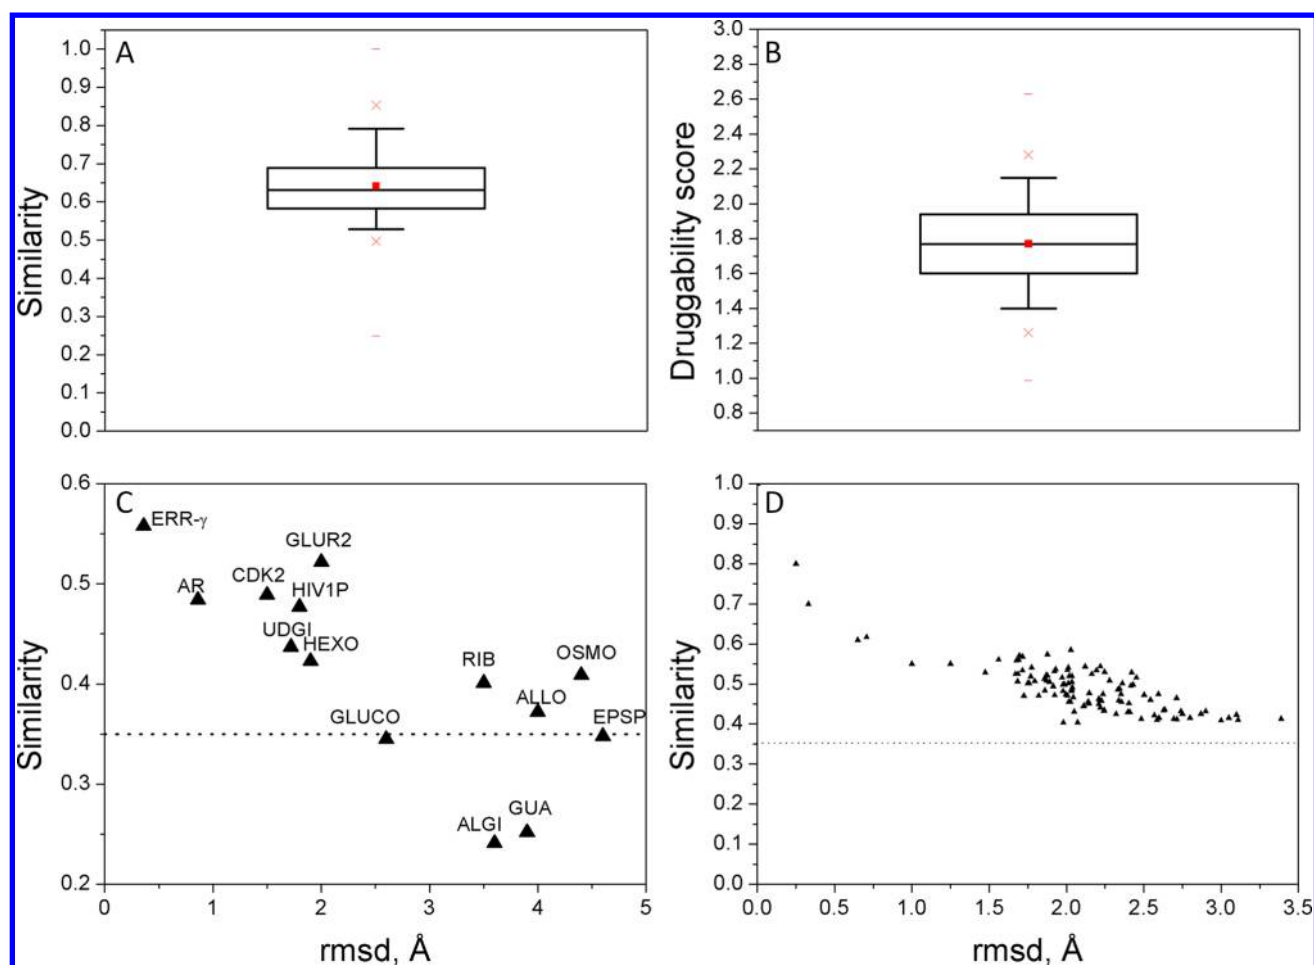 A
Similarity
1.0
0.9
0.8
0.7
0.6
0.5
0.4
0.3
0.2
0.1
0.0
B
Druggability score
3.0
2.8
2.6
2.4
2.2
2.0
1.8
1.6
1.4
1.2
1.0
0.8
C
Similarity
0.6
0.5
0.4
0.3
0.2
ERR-γ
GLUR2
CDK2
AR
HIV1P
UDGI
HEXO
RIB
OSMO
ALLO
GLUCO
EPSP
GUA
ALGI
0 1 2 3 4 5
rmsd, Å
D
Similarity
1.0
0.9
0.8
0.7
0.6
0.5
0.4
0.3
0.2
0.1
0.0
0.0 0.5 1.0 1.5 2.0 2.5 3.0 3.5
rmsd, Å